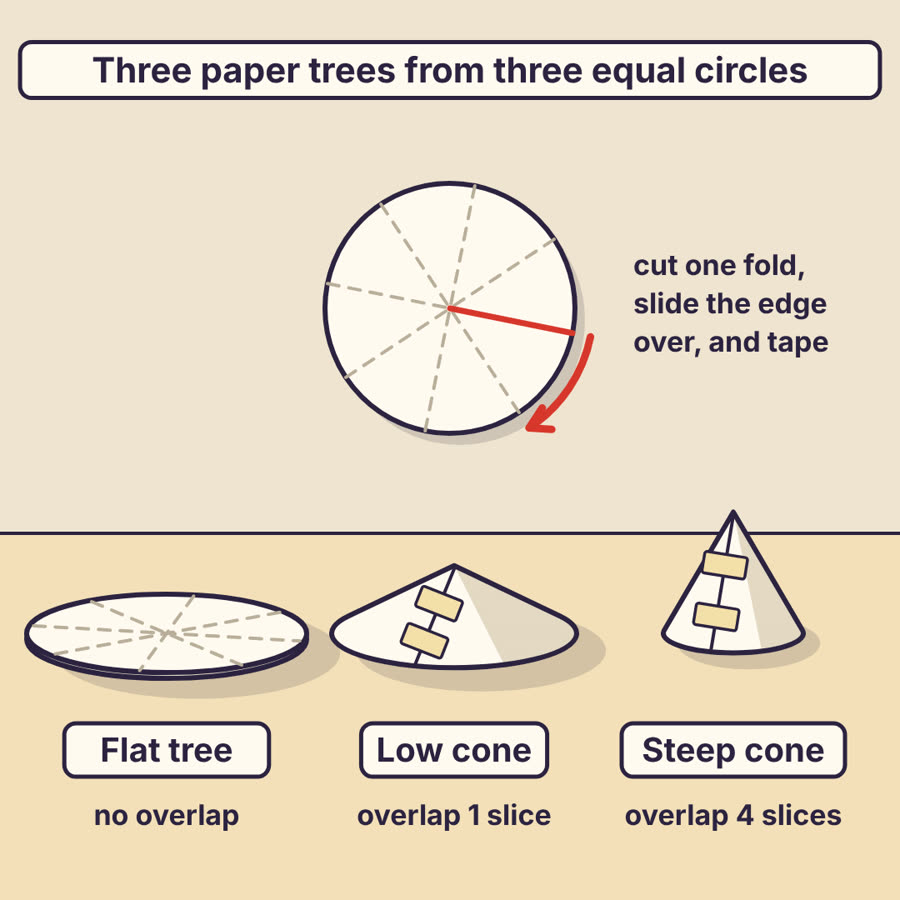 Three paper trees from three equal circles
cut one fold,
slide the edge
over, and tape
Flat tree
Low cone
Steep cone
no overlap
overlap 1 slice
overlap 4 slices